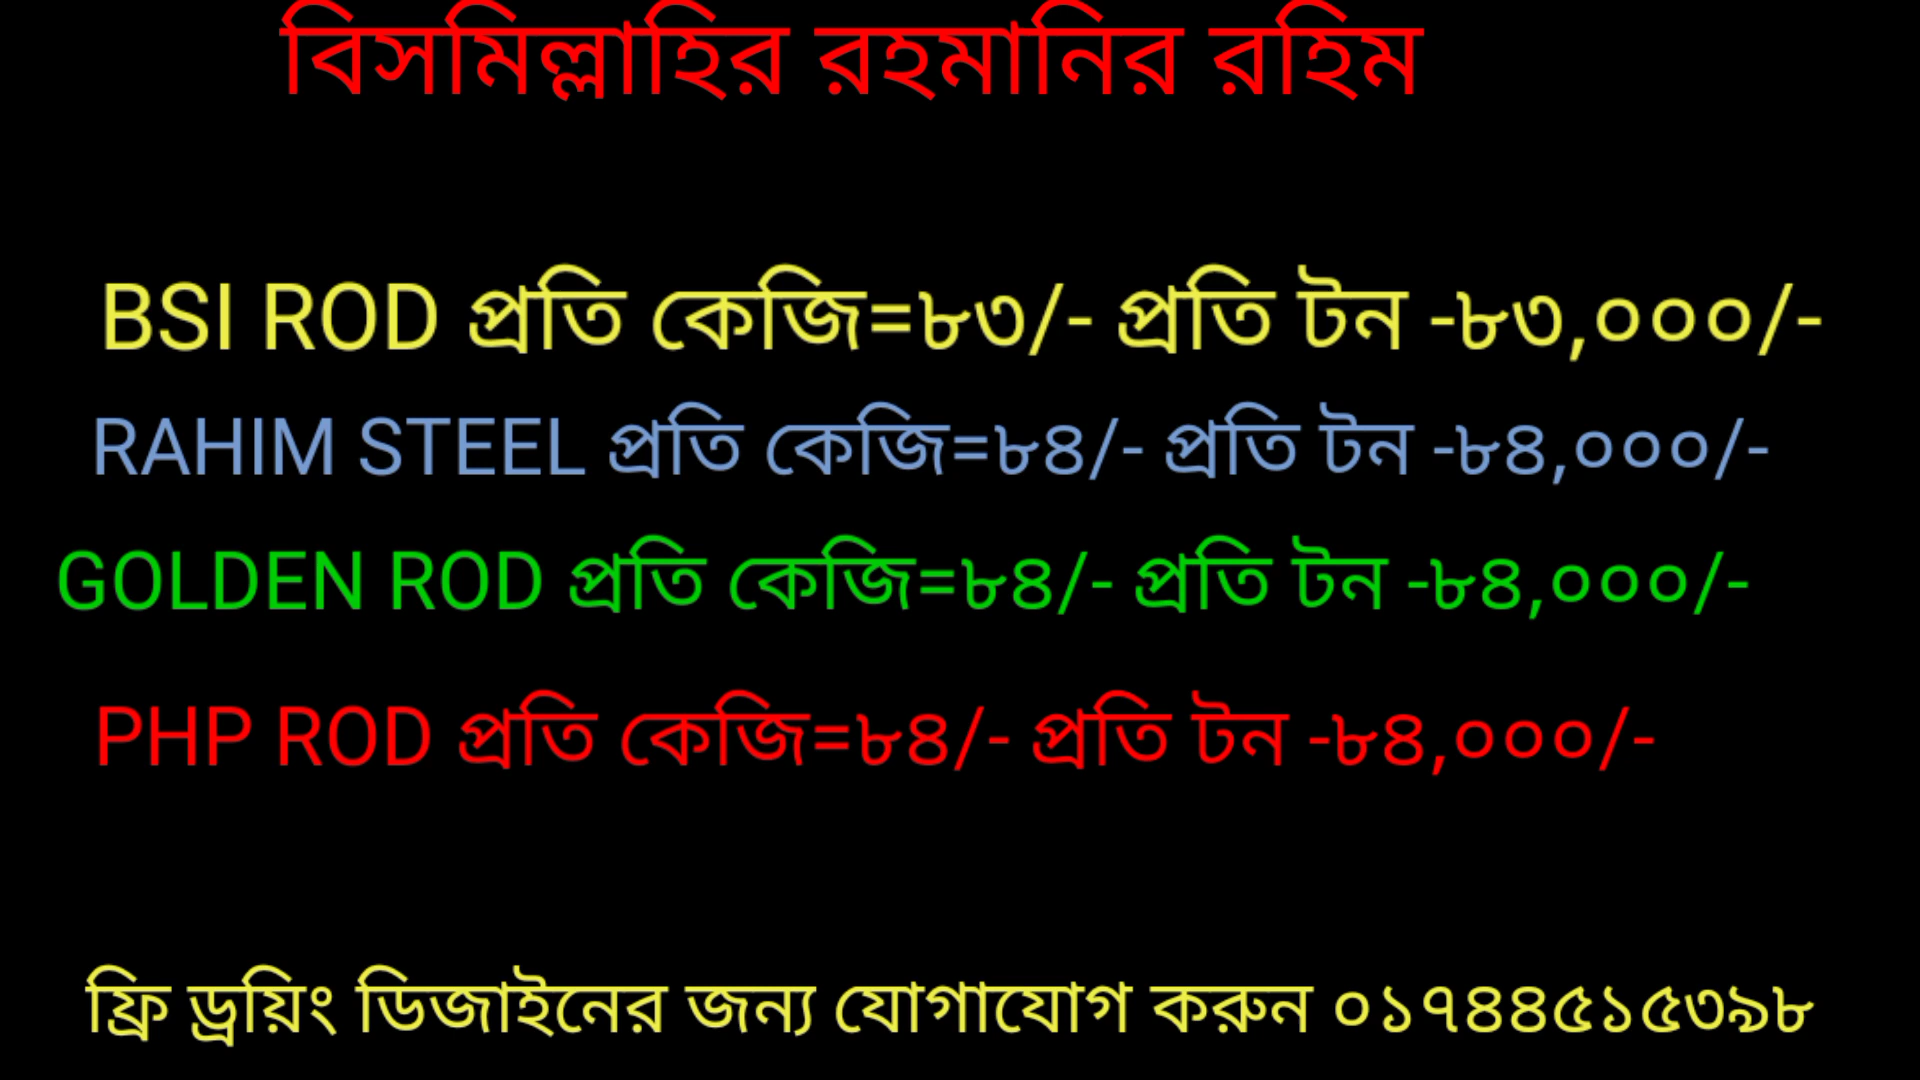 বিসমিল্লাহির রহমানির রহিম
BSI ROD প্রতি কেজি=৮৩/- প্রতি টন -৮৩,০০০/-
RAHIM STEEL প্রতি কেজি=৮৪/- প্রতি টন -৮৪,০০০/-
GOLDEN ROD প্রতি কেজি=৮৪/- প্রতি টন -৮৪,০০০/-
PHP ROD প্রতি কেজি=৮৪/- প্রতি টন -৮৪,০০০/-
ফ্রি ড্রয়িং ডিজাইনের জন্য যোগাযোগ করুন ০১৭৪৪৫১৫৩৯৮